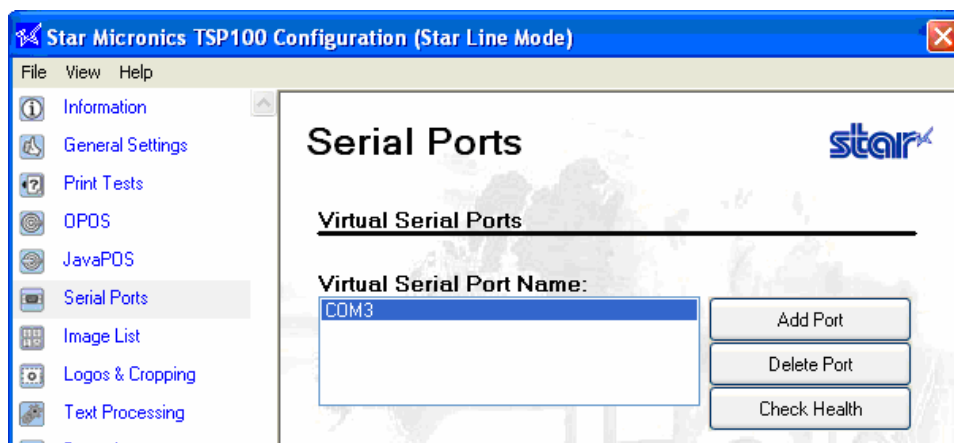 Star Micronics TSP100 Configuration (Star Line Mode)
File View Help
Information
General Settings
Print Tests
OPOS
JavaPOS
Serial Ports
Image List
Logos & Cropping
Text Processing
Serial Ports
star
Virtual Serial Ports
Virtual Serial Port Name:
COM3
Add Port
Delete Port
Check Health